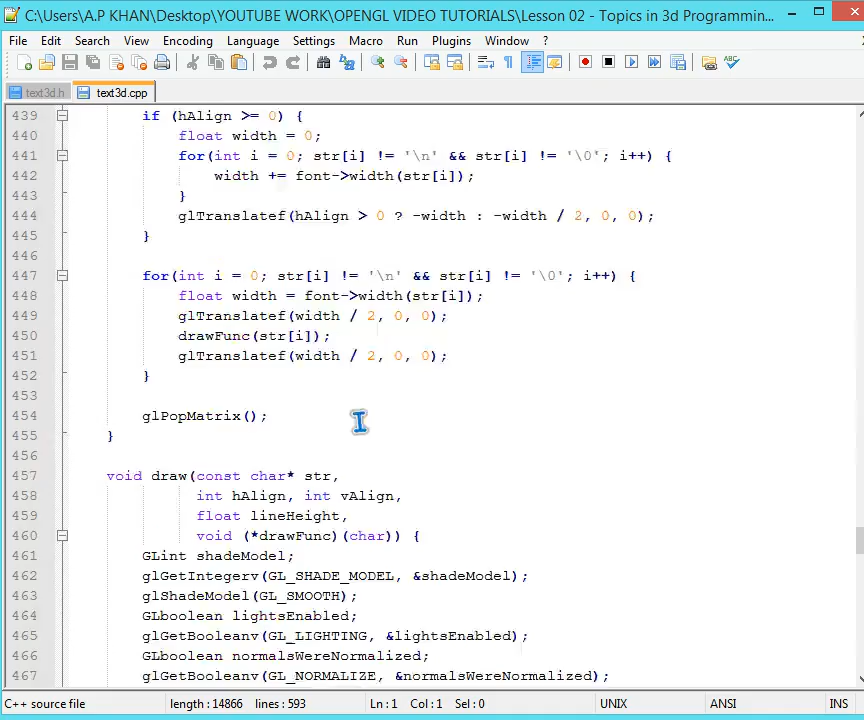 C:\Users\A.P KHAN\Desktop\YOUTUBE WORK\OPENGL VIDEO TUTORIALS\Lesson 02 - Topics in 3d Programmin...
File Edit Search View Encoding Language Settings Macro Run Plugins Window ?
text3d.h text3d.cpp
439 if (hAlign >= 0) {
440 float width = 0;
441 for(int i = 0; str[i] != '\n' && str[i] != '\0'; i++) {
442 width += font->width(str[i]);
443 }
444 glTranslatef(hAlign > 0 ? -width : -width / 2, 0, 0);
445 }
446
447 for(int i = 0; str[i] != '\n' && str[i] != '\0'; i++) {
448 float width = font->width(str[i]);
449 glTranslatef(width / 2, 0, 0);
450 drawFunc(str[i]);
451 glTranslatef(width / 2, 0, 0);
452 }
453
454 glPopMatrix();
455 }
456
457 void draw(const char* str,
458 int hAlign, int vAlign,
459 float lineHeight,
460 void (*drawFunc)(char)) {
461 GLint shadeModel;
462 glGetIntegerv(GL_SHADE_MODEL, &shadeModel);
463 glShadeModel(GL_SMOOTH);
464 GLboolean lightsEnabled;
465 glGetBooleanv(GL_LIGHTING, &lightsEnabled);
466 GLboolean normalsWereNormalized;
467 glGetBooleanv(GL_NORMALIZE, &normalsWereNormalized);
C++ source file length : 14866 lines : 593 Ln : 1 Col : 1 Sel : 0 UNIX ANSI INS